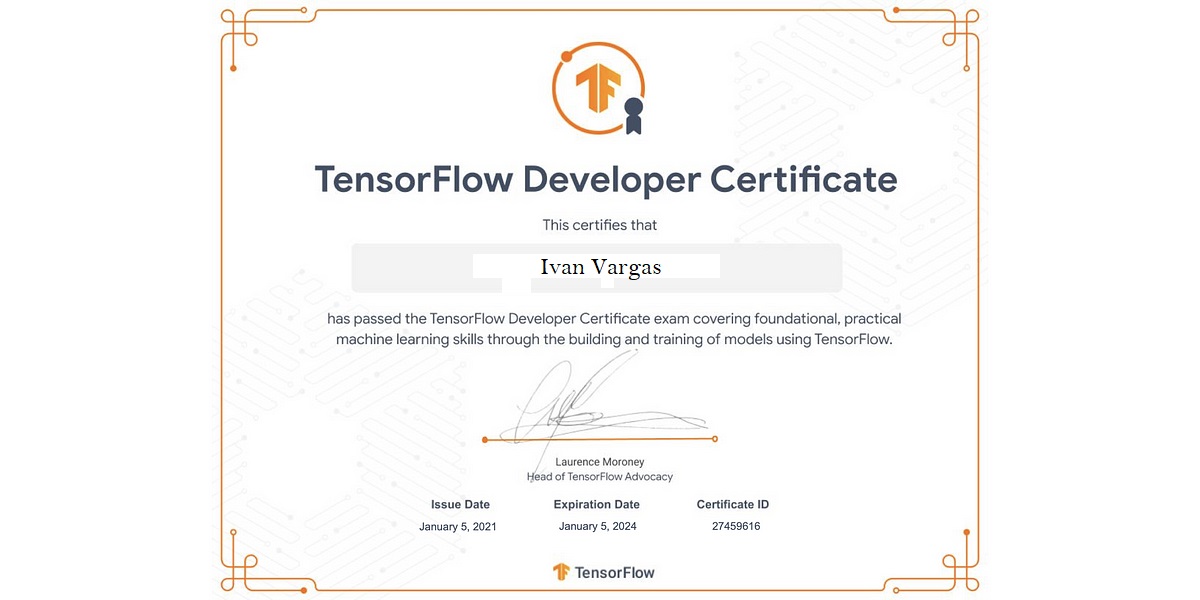 TensorFlow Developer Certificate
This certifies that
Ivan Vargas
has passed the TensorFlow Developer Certificate exam covering foundational, practical
machine learning skills through the building and training of models using TensorFlow.
Laurence Moroney
Head of TensorFlow Advocacy
Issue Date Expiration Date Certificate ID
January 5, 2021 January 5, 2024 27459616
TensorFlow